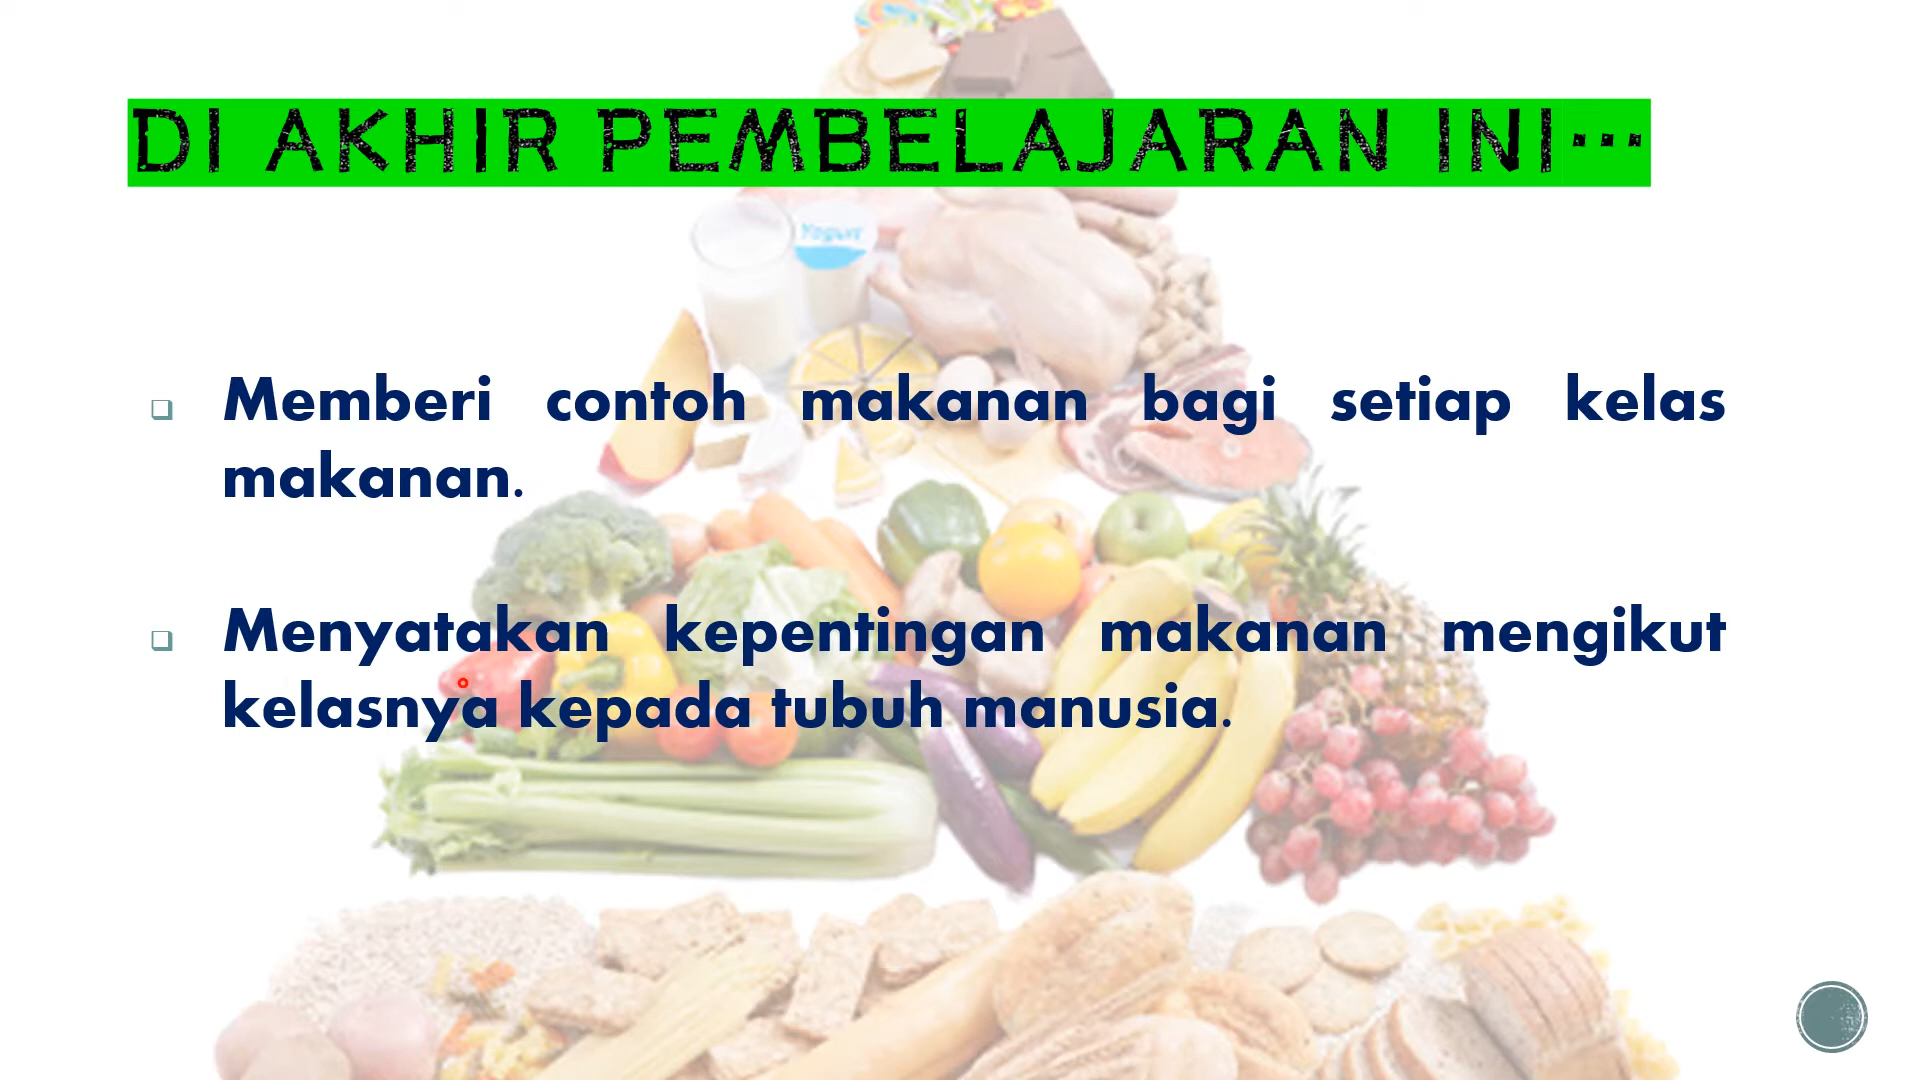 DI AKHIR PEMBELAJARAN INI...
Yogurt
Memberi contoh makanan bagi setiap kelas
makanan.
Menyatakan kepentingan makanan mengikut
kelasnya kepada tubuh manusia.